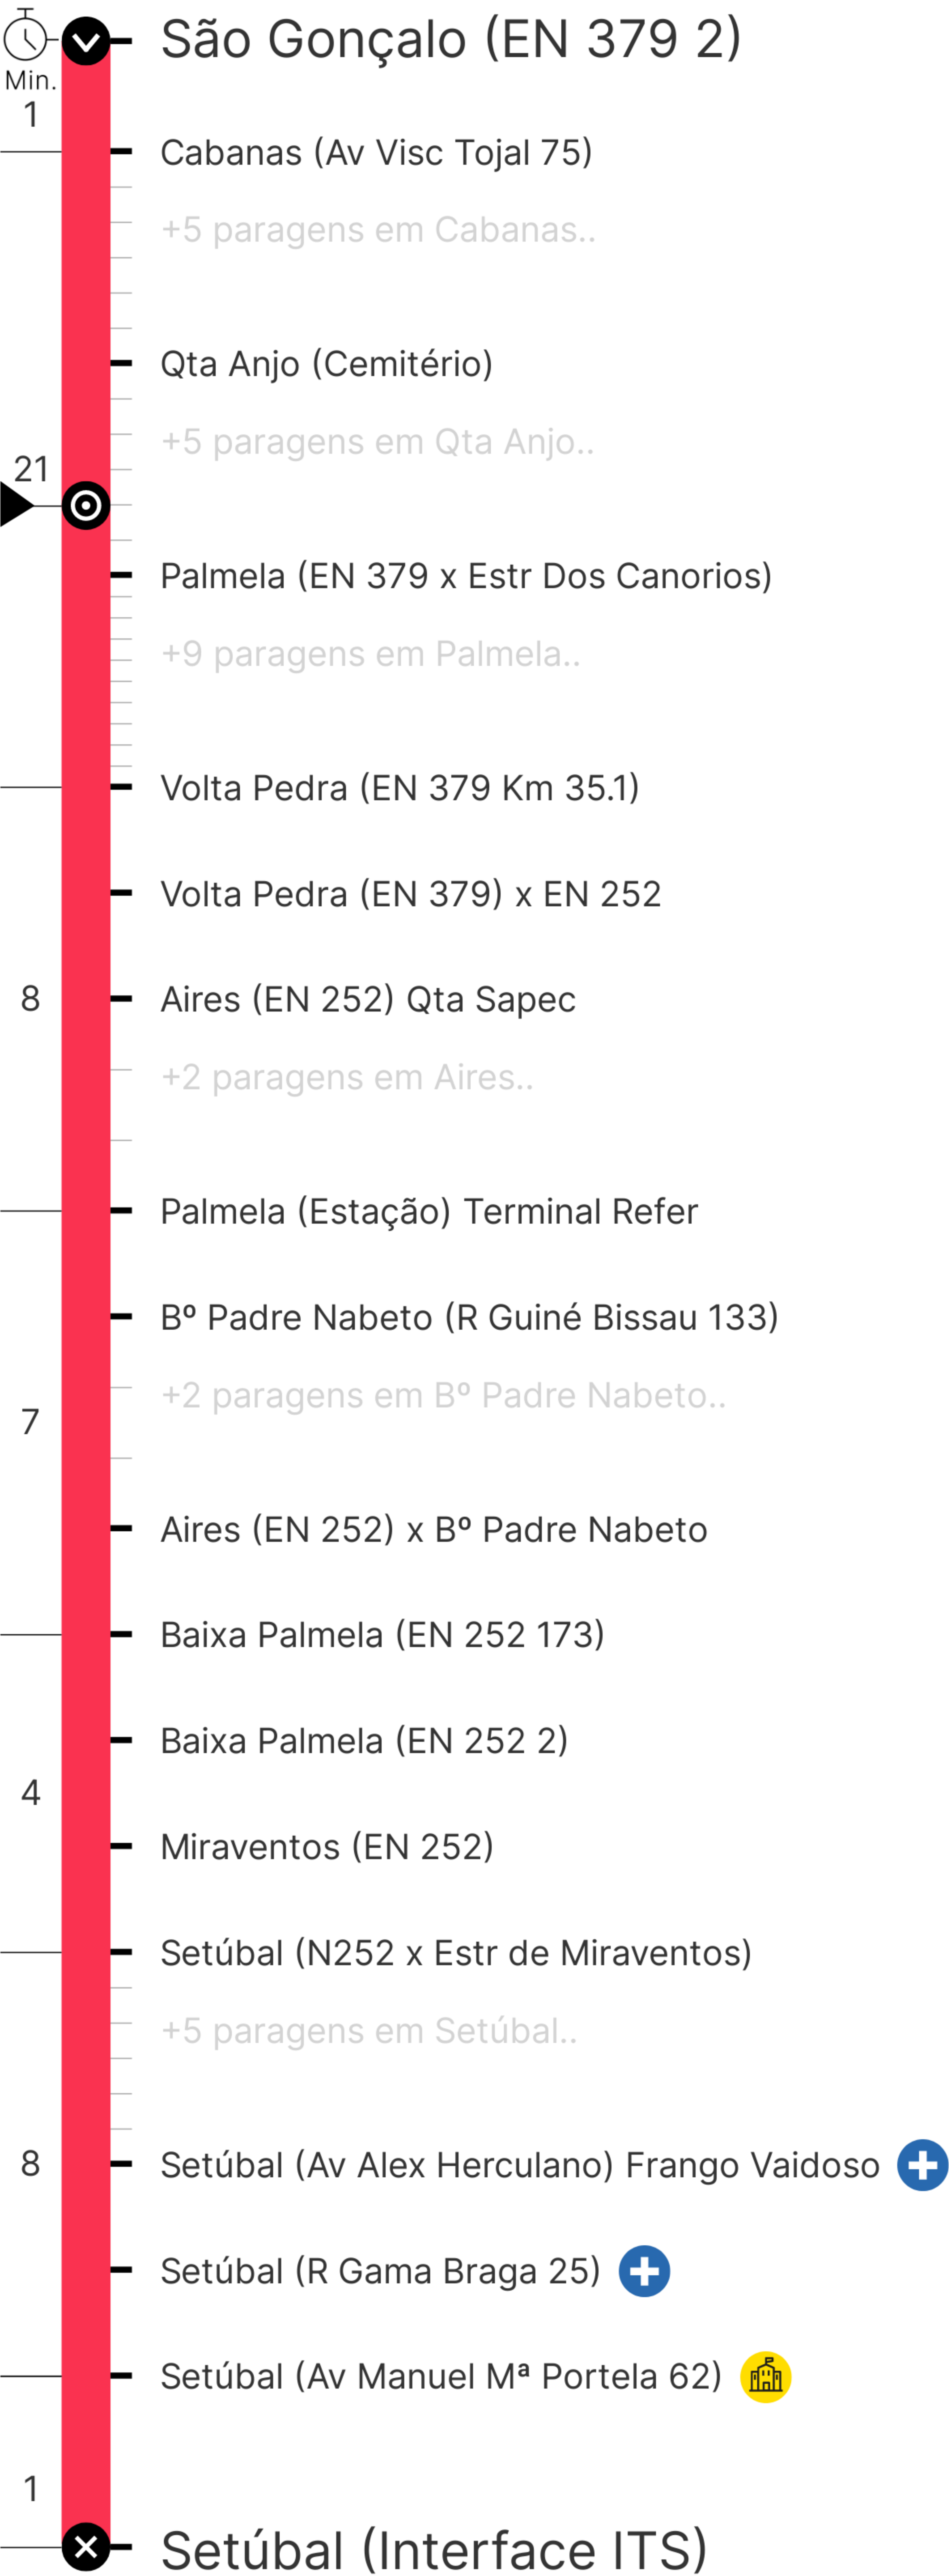 São Gonçalo (EN 379 2)
Min.
1
Cabanas (Av Visc Tojal 75)
+5 paragens em Cabanas..
Qta Anjo (Cemitério)
+5 paragens em Qta Anjo..
21
Palmela (EN 379 x Estr Dos Canorios)
+9 paragens em Palmela..
Volta Pedra (EN 379 Km 35.1)
Volta Pedra (EN 379) x EN 252
8
Aires (EN 252) Qta Sapec
+2 paragens em Aires..
Palmela (Estação) Terminal Refer
Bº Padre Nabeto (R Guiné Bissau 133)
+2 paragens em Bº Padre Nabeto..
7
Aires (EN 252) x Bº Padre Nabeto
Baixa Palmela (EN 252 173)
Baixa Palmela (EN 252 2)
4
Miraventos (EN 252)
Setúbal (N252 x Estr de Miraventos)
+5 paragens em Setúbal..
8
Setúbal (Av Alex Herculano) Frango Vaidoso
Setúbal (R Gama Braga 25)
Setúbal (Av Manuel Mª Portela 62)
1
Setúbal (Interface ITS)